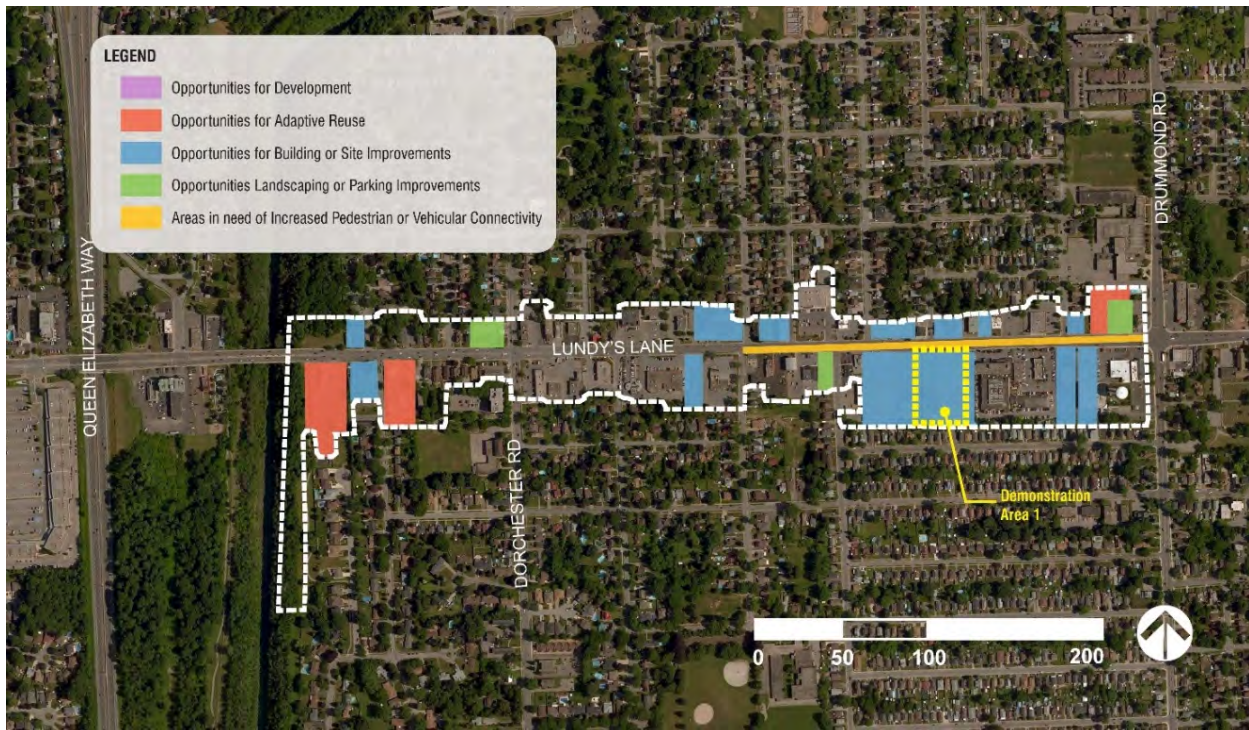 LEGEND
Opportunities for Development
Opportunities for Adaptive Reuse
Opportunities for Building or Site Improvements
Opportunities Landscaping or Parking Improvements
Areas in need of Increased Pedestrian or Vehicular Connectivity
QUEEN ELIZABETH WAY
DRUMMOND RD
LUNDY'S LANE
DORCHESTER RD
Demonstration
Area 1
0 50 100 200